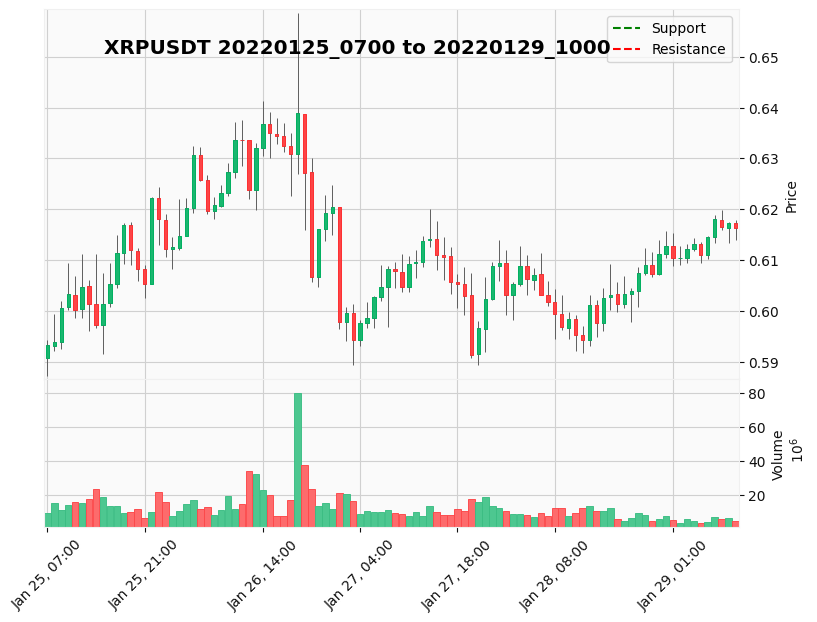 XRPUSDT 20220125_0700 to 20220129_1000
Support
Resistance
0.65
0.64
0.63
0.62
0.61
0.60
0.59
Price
80
60
40
20
Volume
10^6
Jan 25, 07:00
Jan 25, 21:00
Jan 26, 14:00
Jan 27, 04:00
Jan 27, 18:00
Jan 28, 08:00
Jan 29, 01:00